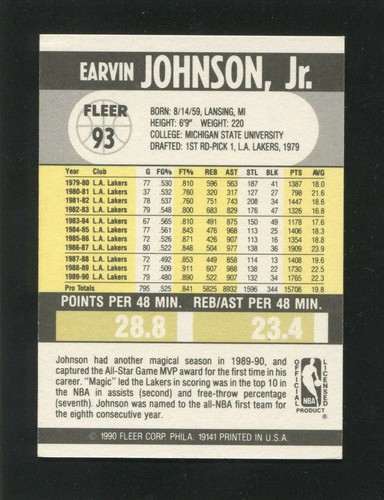 EARVIN JOHNSON, Jr.
FLEER
93
BORN: 8/14/59, LANSING, MI
HEIGHT: 6'9" WEIGHT: 220
COLLEGE: MICHIGAN STATE UNIVERSITY
DRAFTED: 1ST RD-PICK 1, L.A. LAKERS, 1979
Year Club G FG% FT% REB AST STL BLK PTS AVG
1979-80 L.A. Lakers 77 .530 .810 596 563 187 41 1387 18.0
1980-81 L.A. Lakers 37 .532 .760 320 317 127 27 798 21.6
1981-82 L.A. Lakers 78 .537 .760 751 743 208 34 1447 18.6
1982-83 L.A. Lakers 79 .548 .800 683 829 176 47 1326 16.8
1983-84 L.A. Lakers 67 .565 .810 491 875 150 49 1178 17.6
1984-85 L.A. Lakers 77 .561 .843 476 968 113 25 1406 18.3
1985-86 L.A. Lakers 72 .526 .871 426 907 113 16 1354 18.8
1986-87 L.A. Lakers 80 .522 .848 504 977 138 36 1909 23.9
1987-88 L.A. Lakers 72 .492 .853 449 858 114 13 1408 19.6
1988-89 L.A. Lakers 77 .509 .911 607 988 138 22 1730 22.5
1989-90 L.A. Lakers 79 .480 .890 522 907 132 34 1765 22.3
Pro Totals 795 .525 .841 5825 8932 1596 344 15708 19.8
POINTS PER 48 MIN. REB/AST PER 48 MIN.
28.8 23.4
Johnson had another magical season in 1989-90, and
captured the All-Star Game MVP award for the first time in his
career. "Magic" led the Lakers in scoring was in the top 10 in
the NBA in assists (second) and free-throw percentage
(seventh). Johnson was named to the all-NBA first team for
the eighth consecutive year.
OFFICIAL LICENSED
NBA
PRODUCT
© 1990 FLEER CORP. PHILA. 19141 PRINTED IN U.S.A.